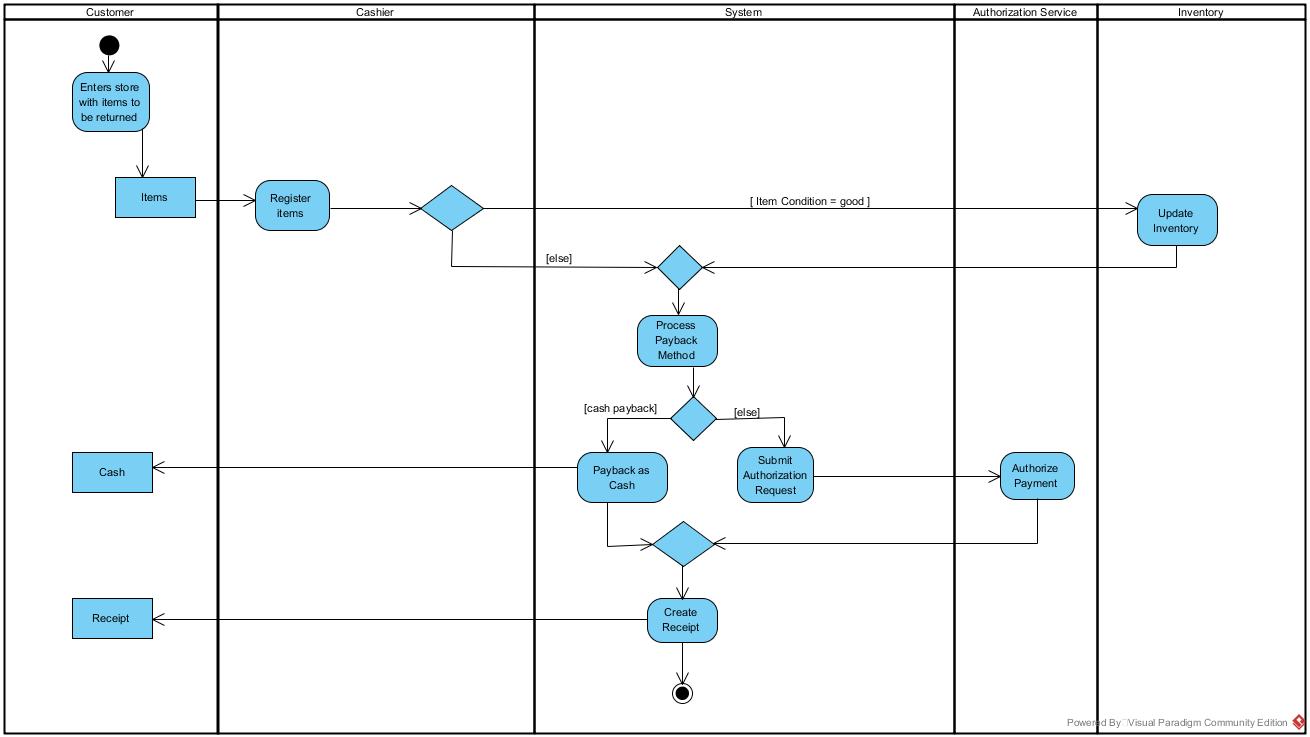 Customer
Cashier
System
Authorization Service
Inventory
Enters store
with items to
be returned
Items
Register
items
[ Item Condition = good ]
Update
Inventory
[else]
Process
Payback
Method
[cash payback]
[else]
Cash
Payback as
Cash
Submit
Authorization
Request
Authorize
Payment
Receipt
Create
Receipt
Powered By Visual Paradigm Community Edition